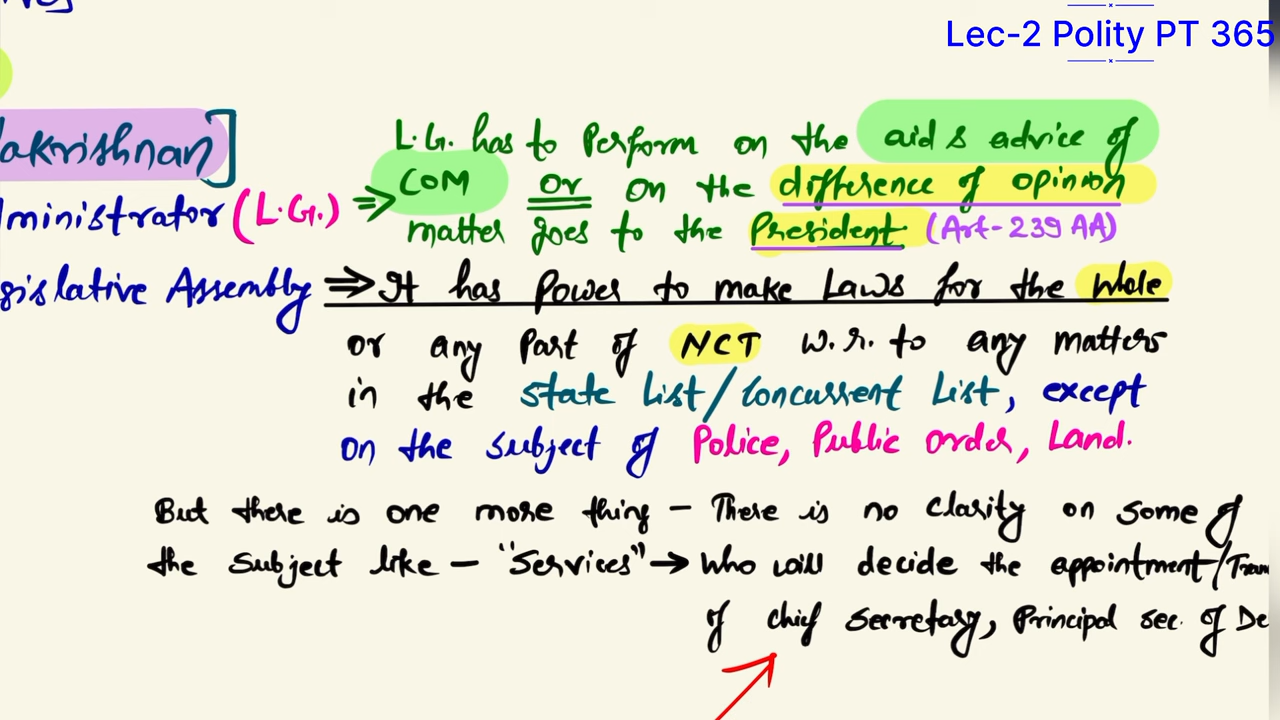 Lec-2 Polity PT 365
akrishnan]
L.G. has to Perform on the aid & advice of
ministrator (L.G.) ⇒ COM or on the difference of opinion
matter goes to the President (Art-239 AA)
gislative Assembly ⇒ It has Power to make Laws for the whole
or any Part of NCT w.r.to any matters
in the State List/Concurrent List, except
on the subject of Police, Public order, Land.
But there is one more thing - There is no clarity on some of
the subject like - "Services" → Who will decide the appointment/Tran
of chief secretary, Principal sec. of De